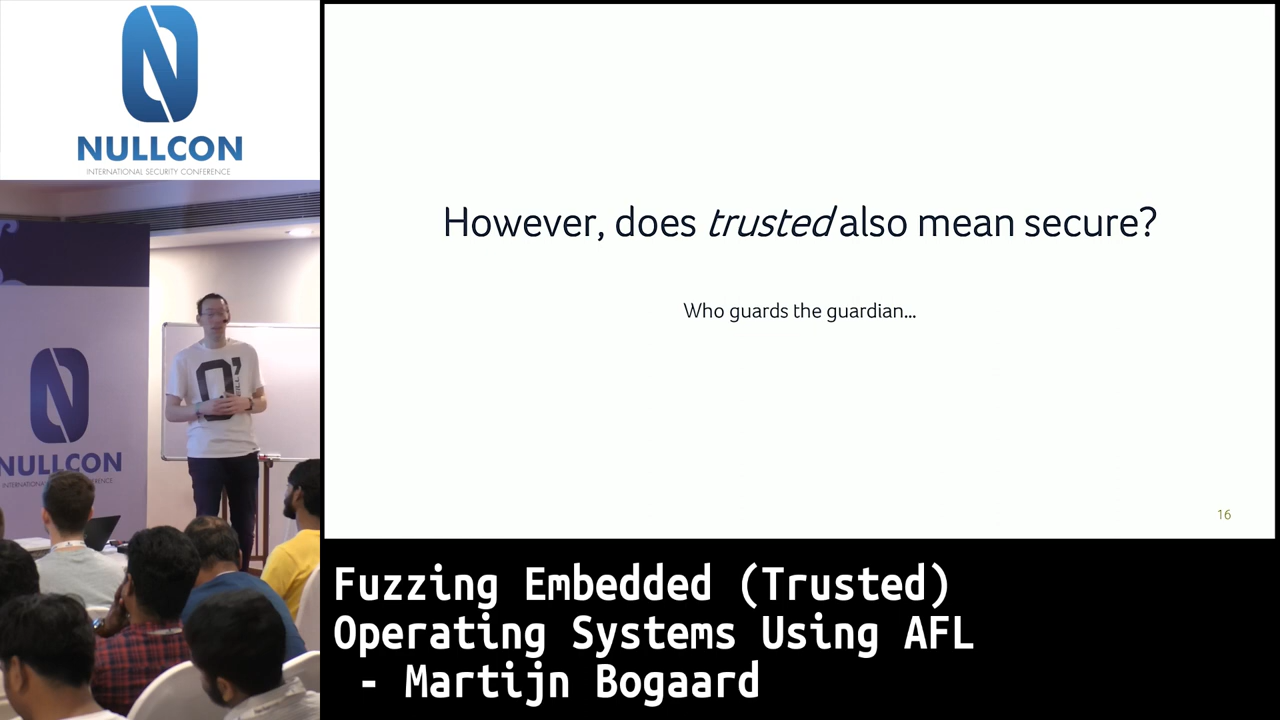 NULLCON
INTERNATIONAL SECURITY CONFERENCE
However, does trusted also mean secure?
Who guards the guardian...
16
NULLCON
Fuzzing Embedded (Trusted)
Operating Systems Using AFL
- Martijn Bogaard